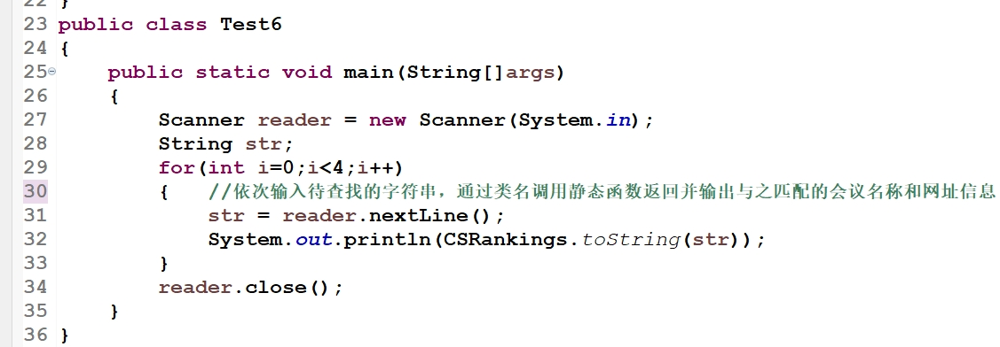 22 }
23 public class Test6
24 {
25 public static void main(String[]args)
26 {
27 Scanner reader = new Scanner(System.in);
28 String str;
29 for(int i=0;i<4;i++)
30 { //依次输入待查找的字符串，通过类名调用静态函数返回并输出与之匹配的会议名称和网址信息
31 str = reader.nextLine();
32 System.out.println(CSRankings.toString(str));
33 }
34 reader.close();
35 }
36 }